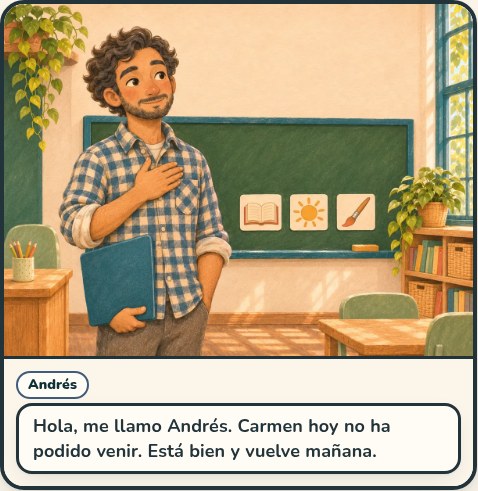 Andrés
Hola, me llamo Andrés. Carmen hoy no ha
podido venir. Está bien y vuelve mañana.